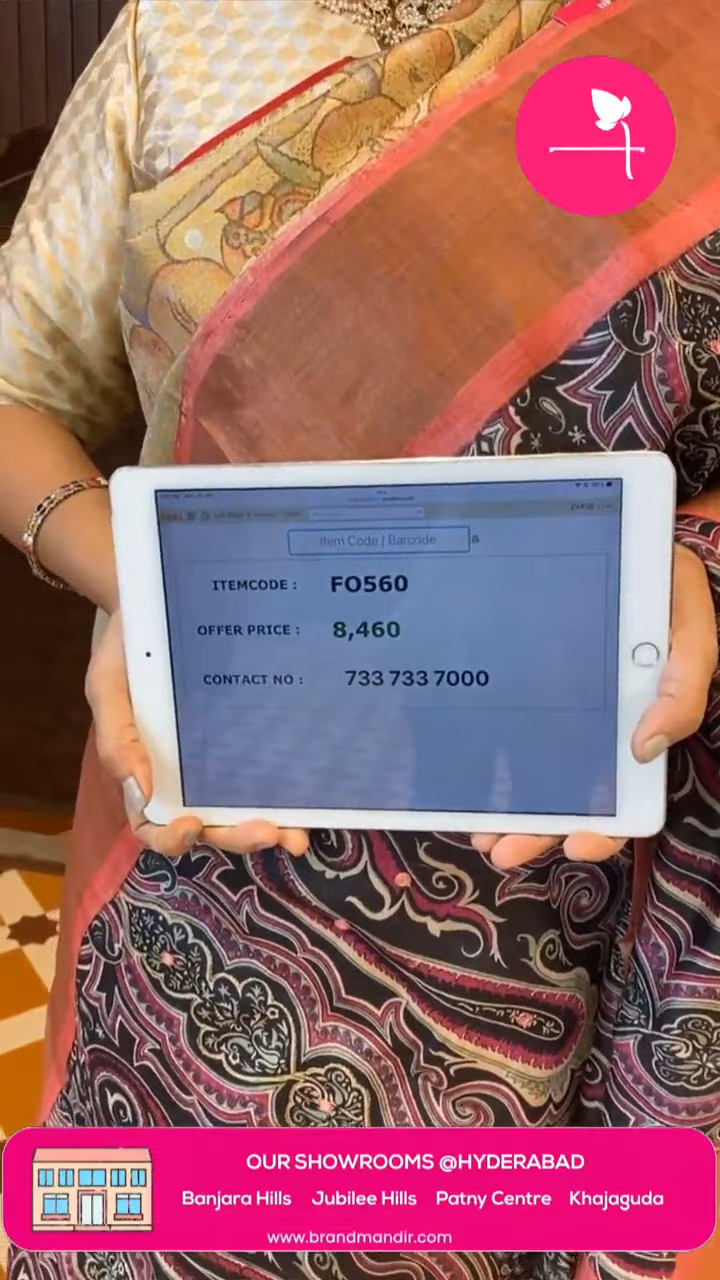 Item Code | Barcode
ITEMCODE : FO560
OFFER PRICE : 8,460
CONTACT NO : 733 733 7000
OUR SHOWROOMS @HYDERABAD
Banjara Hills Jubilee Hills Patny Centre Khajaguda
www.brandmandir.com